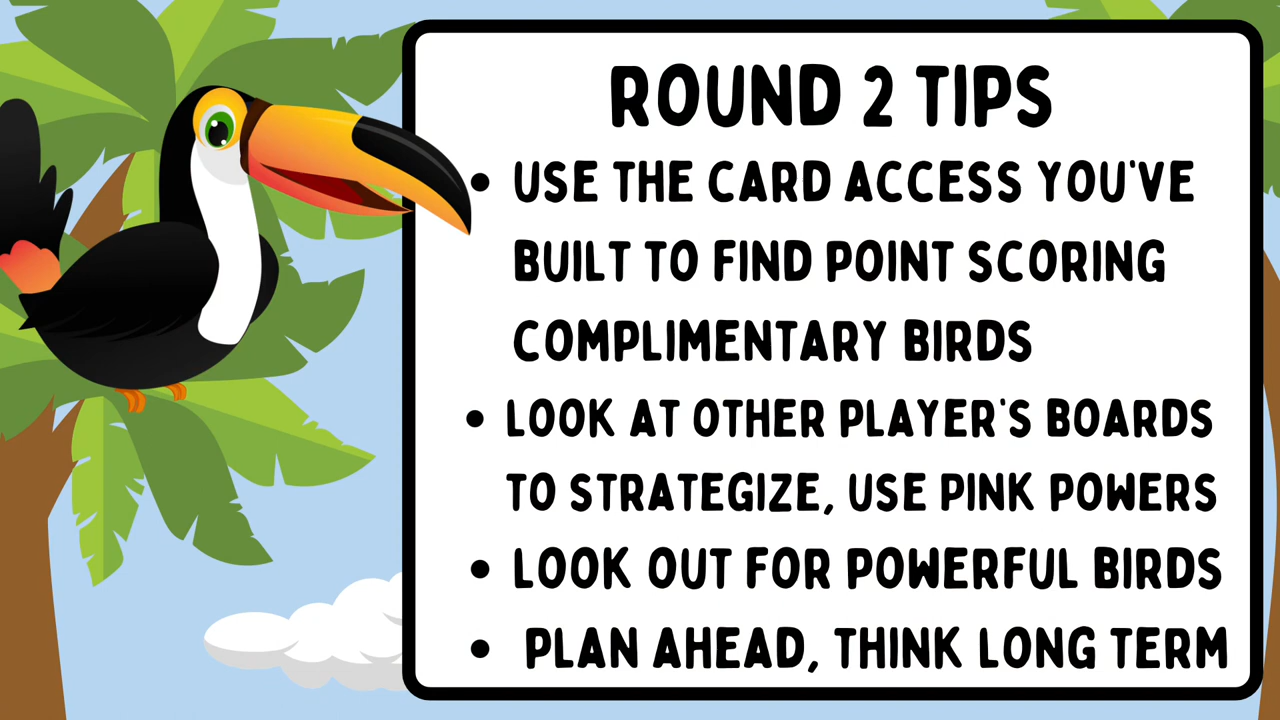 ROUND 2 TIPS
• USE THE CARD ACCESS YOU'VE
BUILT TO FIND POINT SCORING
COMPLIMENTARY BIRDS
• LOOK AT OTHER PLAYER'S BOARDS
TO STRATEGIZE, USE PINK POWERS
• LOOK OUT FOR POWERFUL BIRDS
• PLAN AHEAD, THINK LONG TERM